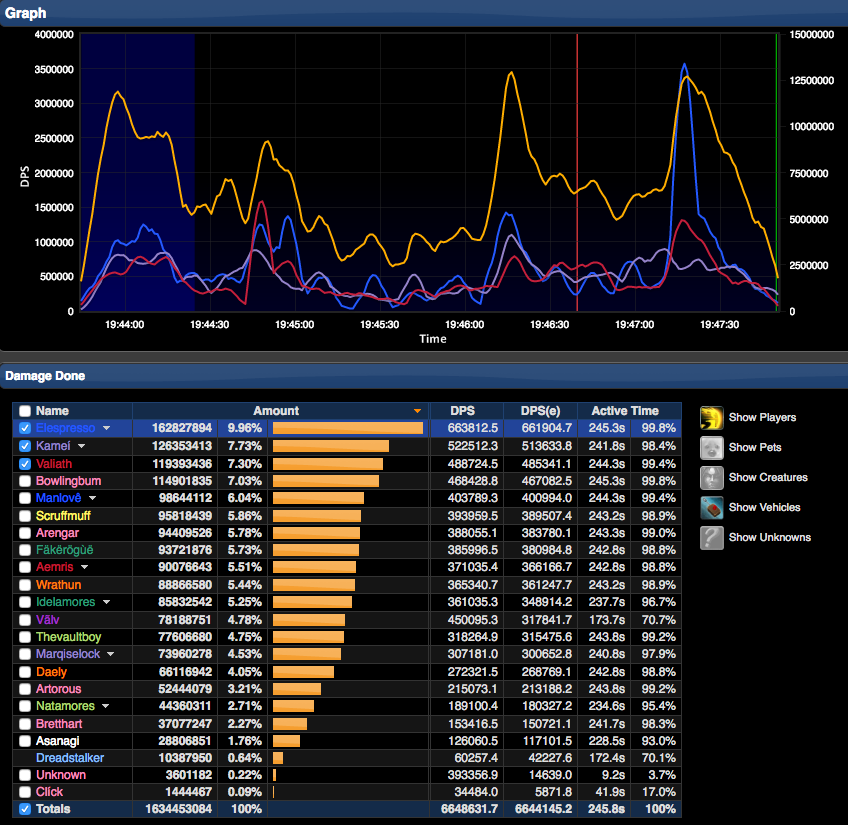 Graph
4000000 15000000
3500000 12500000
3000000
2500000 10000000
2000000 7500000
1500000
1000000 5000000
500000 2500000
0 0
DPS
19:44:00 19:44:30 19:45:00 19:45:30 19:46:00 19:46:30 19:47:00 19:47:30
Time
Damage Done
Name Amount DPS DPS(e) Active Time
Elespresso 162827894 9.96% 663812.5 661904.7 245.3s 99.8%
Kameí 126353413 7.73% 522512.3 513633.8 241.8s 98.4%
Valiath 119393436 7.30% 488724.5 485341.1 244.3s 99.4%
Bowlingbum 114901835 7.03% 468428.8 467082.5 245.3s 99.8%
Manlovê 98644112 6.04% 403789.3 400994.0 244.3s 99.4%
Scruffmuff 95818439 5.86% 393959.5 389507.4 243.2s 98.9%
Arengar 94409526 5.78% 388055.1 383780.1 243.3s 99.0%
Fäkërögùë 93721876 5.73% 385996.5 380984.8 242.8s 98.8%
Aemris 90076643 5.51% 371035.4 366166.7 242.8s 98.8%
Wrathun 88866580 5.44% 365340.7 361247.7 243.2s 98.9%
Idelamores 85832542 5.25% 361035.3 348914.2 237.7s 96.7%
Välv 78188751 4.78% 450095.3 317841.7 173.7s 70.7%
Thevaultboy 77606680 4.75% 318264.9 315475.6 243.8s 99.2%
Marqiselock 73960278 4.53% 307181.0 300652.8 240.8s 97.9%
Daely 66116942 4.05% 272321.5 268769.1 242.8s 98.8%
Artorous 52444079 3.21% 215073.1 213188.2 243.8s 99.2%
Natamores 44360311 2.71% 189100.4 180327.2 234.6s 95.4%
Bretthart 37077247 2.27% 153416.5 150721.1 241.7s 98.3%
Asanagi 28806851 1.76% 126060.5 117101.5 228.5s 93.0%
Dreadstalker 10387950 0.64% 60257.4 42227.6 172.4s 70.1%
Unknown 3601182 0.22% 393356.9 14639.0 9.2s 3.7%
Click 1444467 0.09% 34484.0 5871.8 41.9s 17.0%
Totals 1634453084 100% 6648631.7 6644145.2 245.8s 100%
Show Players
Show Pets
Show Creatures
Show Vehicles
Show Unknowns